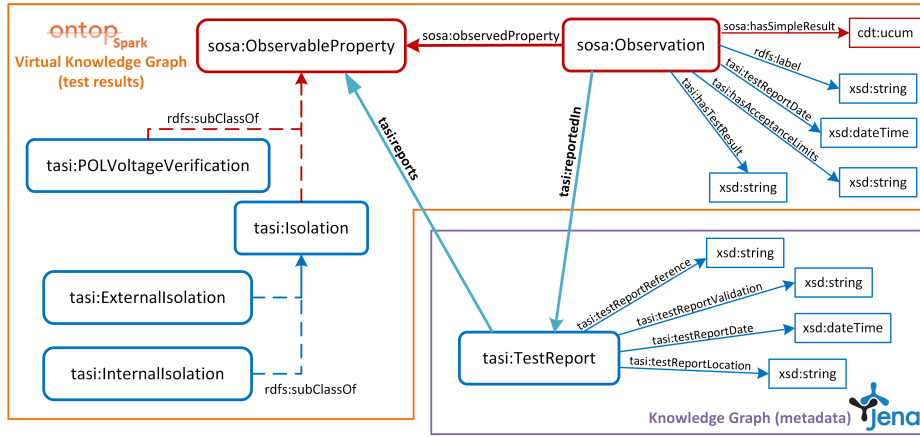 ontop
Spark
Virtual Knowledge Graph
(test results)
sosa:ObservableProperty
sosa:observedProperty
sosa:Observation
sosa:hasSimpleResult
cdt:ucum
rdfs:label
xsd:string
tasi:testReportDate
xsd:dateTime
tasi:hasAcceptanceLimits
xsd:string
tasi:hasTestResult
xsd:string
rdfs:subClassOf
tasi:POLVoltageVerification
tasi:reports
tasi:reportedIn
tasi:Isolation
tasi:ExternalIsolation
tasi:InternalIsolation
rdfs:subClassOf
tasi:TestReport
tasi:testReportReference
xsd:string
tasi:testReportValidation
xsd:string
tasi:testReportDate
xsd:dateTime
tasi:testReportLocation
xsd:string
Knowledge Graph (metadata)
jena